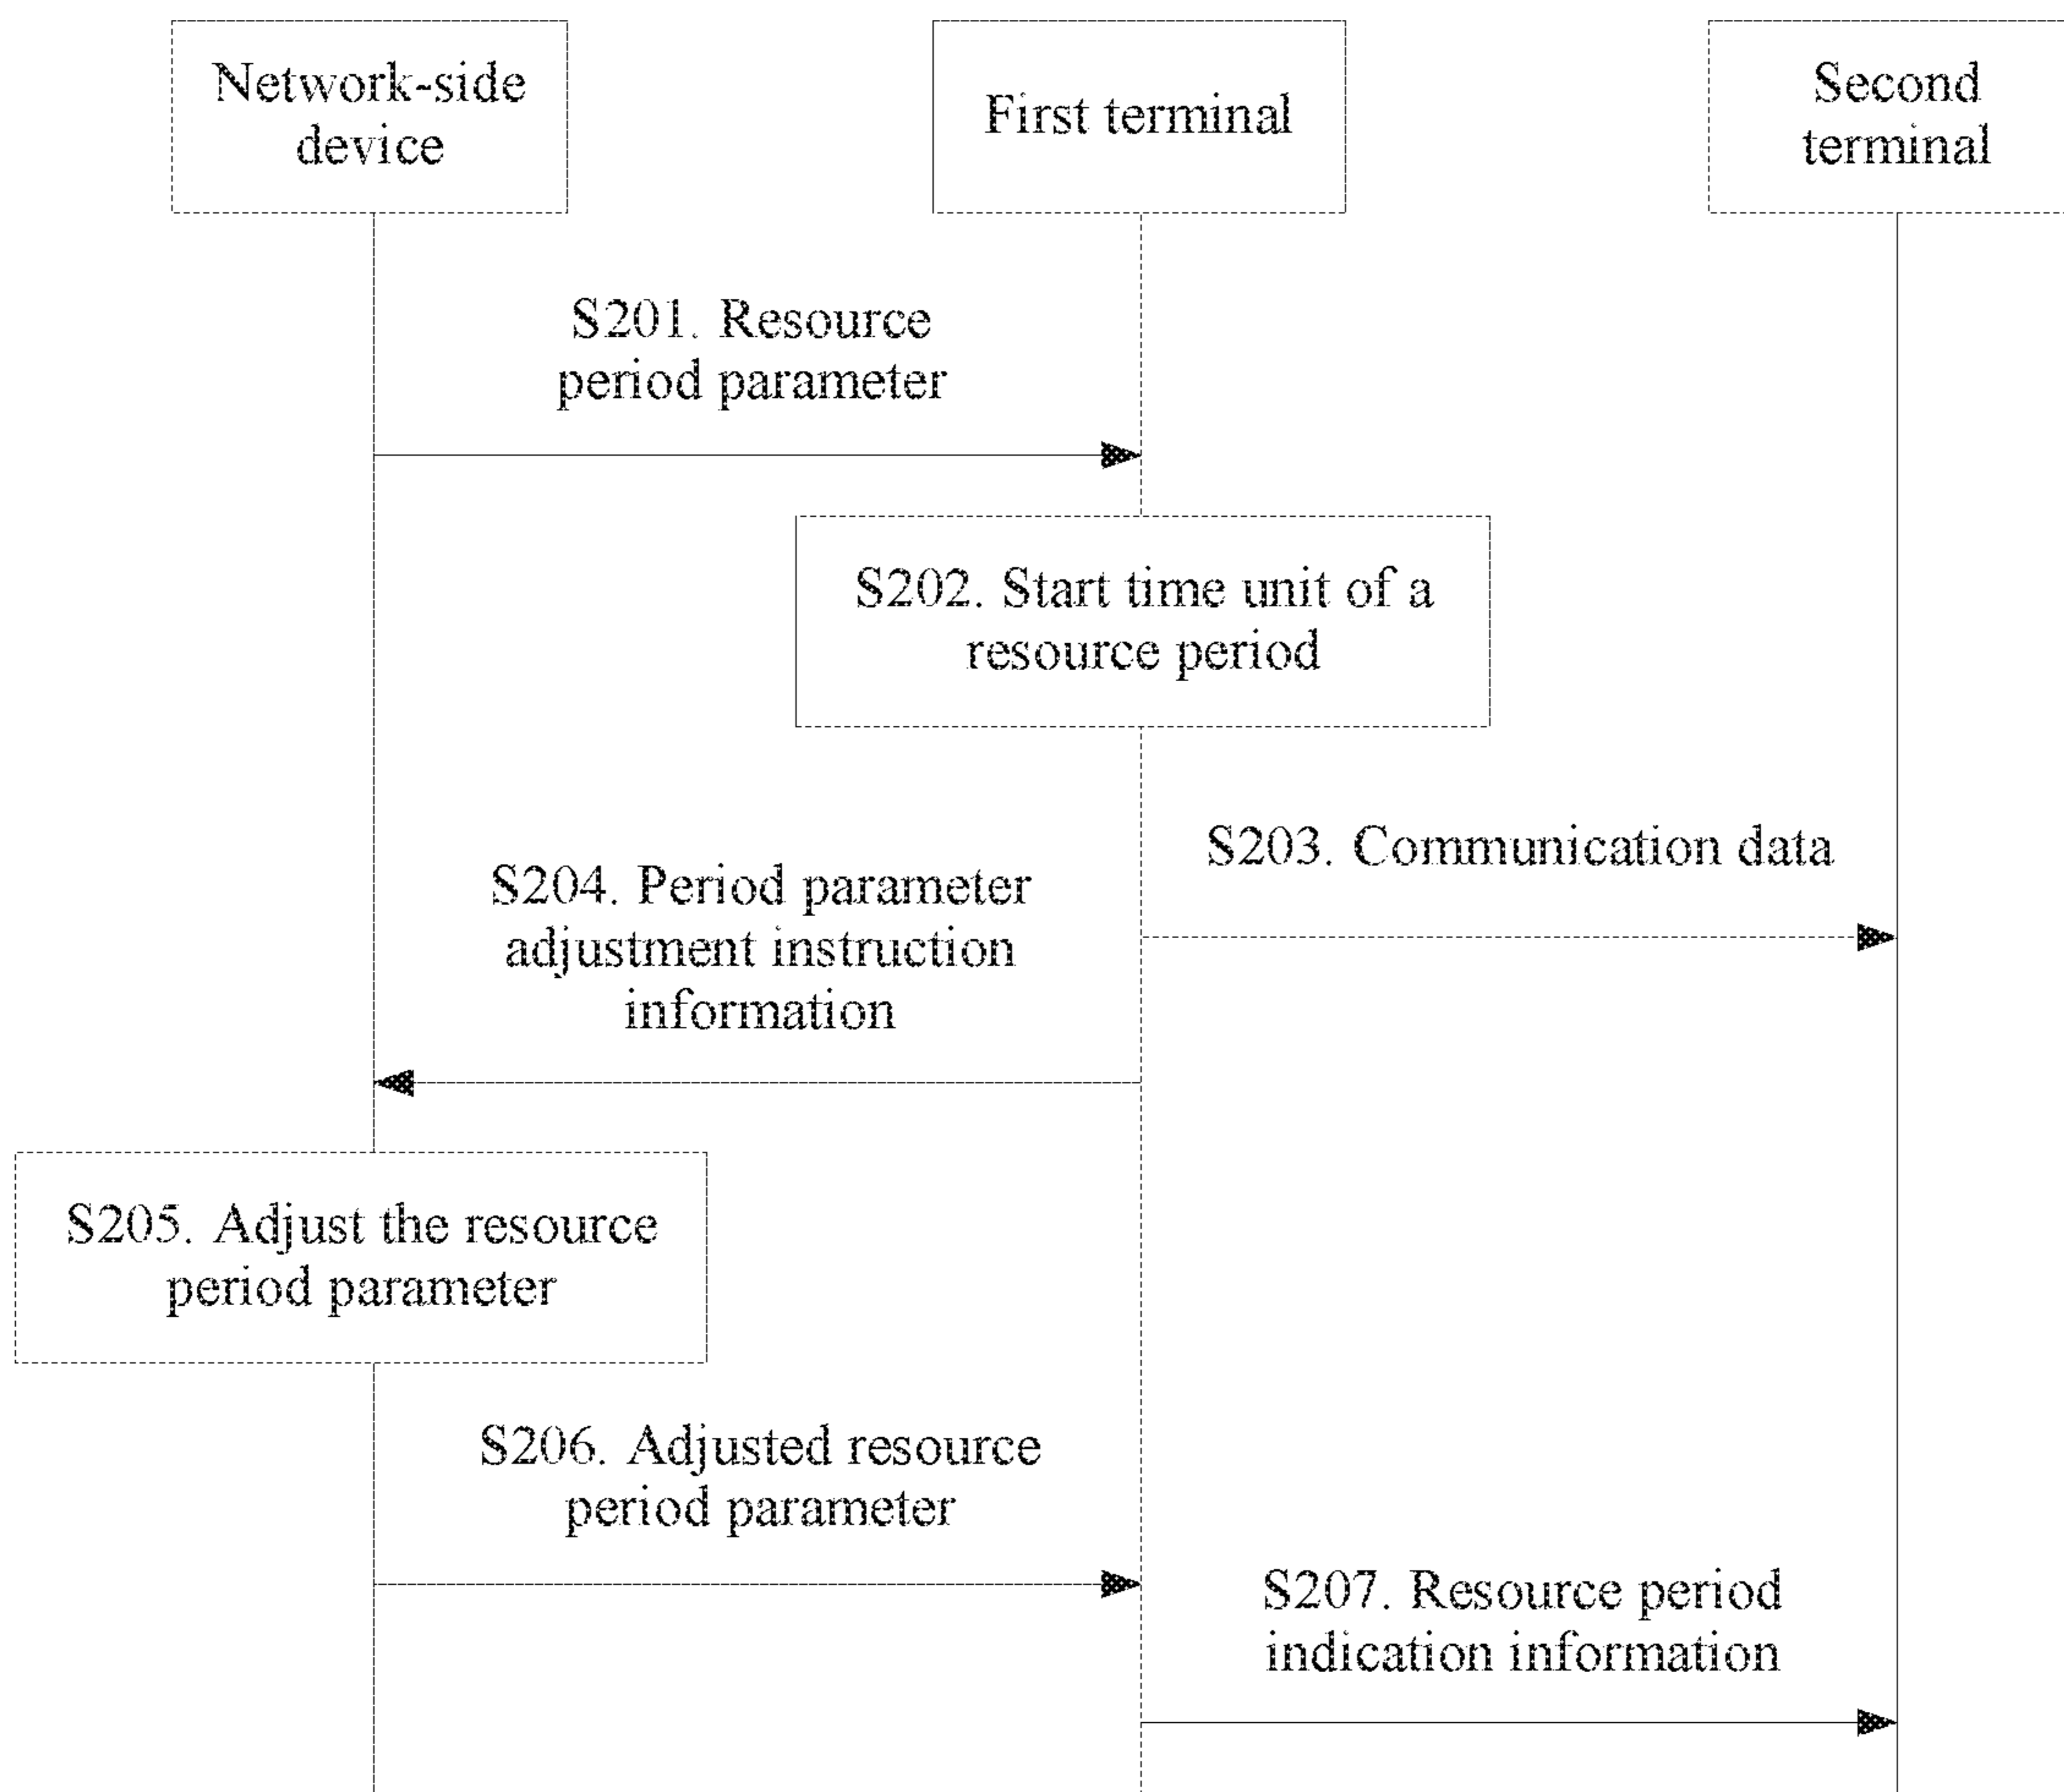 Network-side
device
First terminal
Second
terminal
S201. Resource
period parameter
S202. Start time unit of a
resource period
S203. Communication data
S204. Period parameter
adjustment instruction
information
S205. Adjust the resource
period parameter
S206. Adjusted resource
period parameter
S207. Resource period
indication information